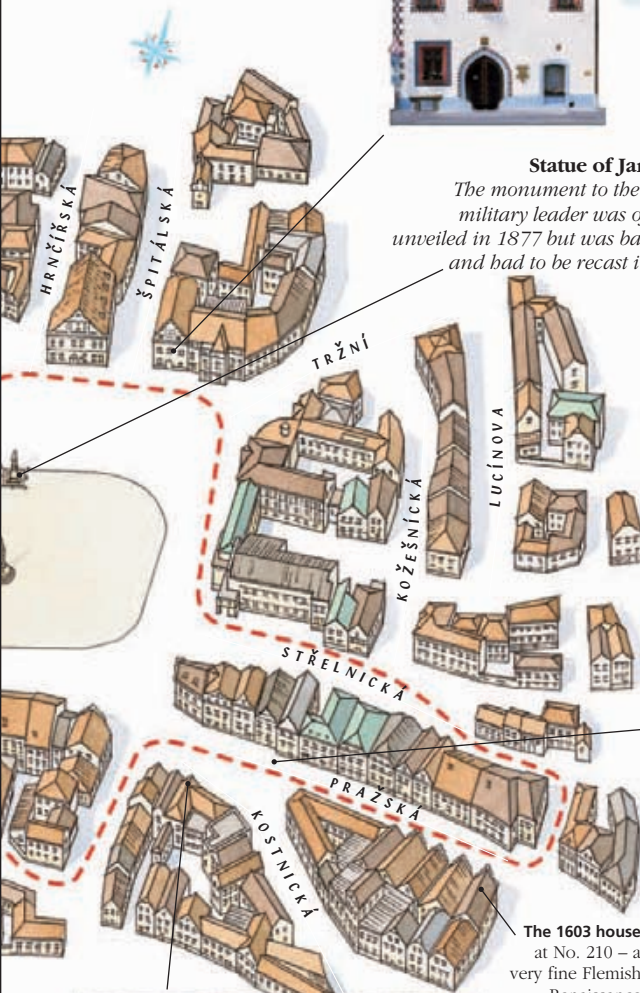 Statue of Jan
The monument to the
military leader was o
unveiled in 1877 but was ba
and had to be recast i
HRNČÍŘSKÁ
ŠPITÁLSKÁ
TRŽNÍ
LUCÍNOVA
KOŽEŠNICKÁ
STŘELNICKÁ
PRAŽSKÁ
KOSTNICKÁ
The 1603 house
at No. 210 – a
very fine Flemish
Renaissance